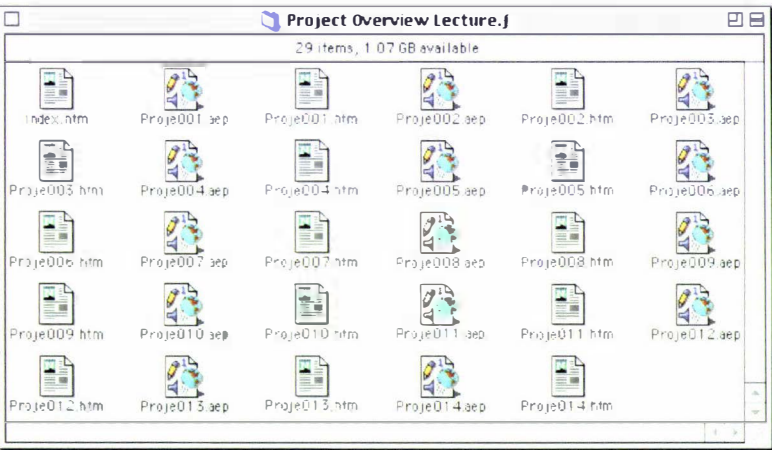 Project Overview Lecture.f
29 items, 1.07 GB available
index.htm Proje001.aep Proje001.htm Proje002.aep Proje002.htm Proje003.aep
Proje003.htm Proje004.aep Proje004.htm Proje005.aep Proje005.htm Proje006.aep
Proje006.htm Proje007.aep Proje007.htm Proje008.aep Proje008.htm Proje009.aep
Proje009.htm Proje010.aep Proje010.htm Proje011.aep Proje011.htm Proje012.aep
Proje012.htm Proje013.aep Proje013.htm Proje014.aep Proje014.htm